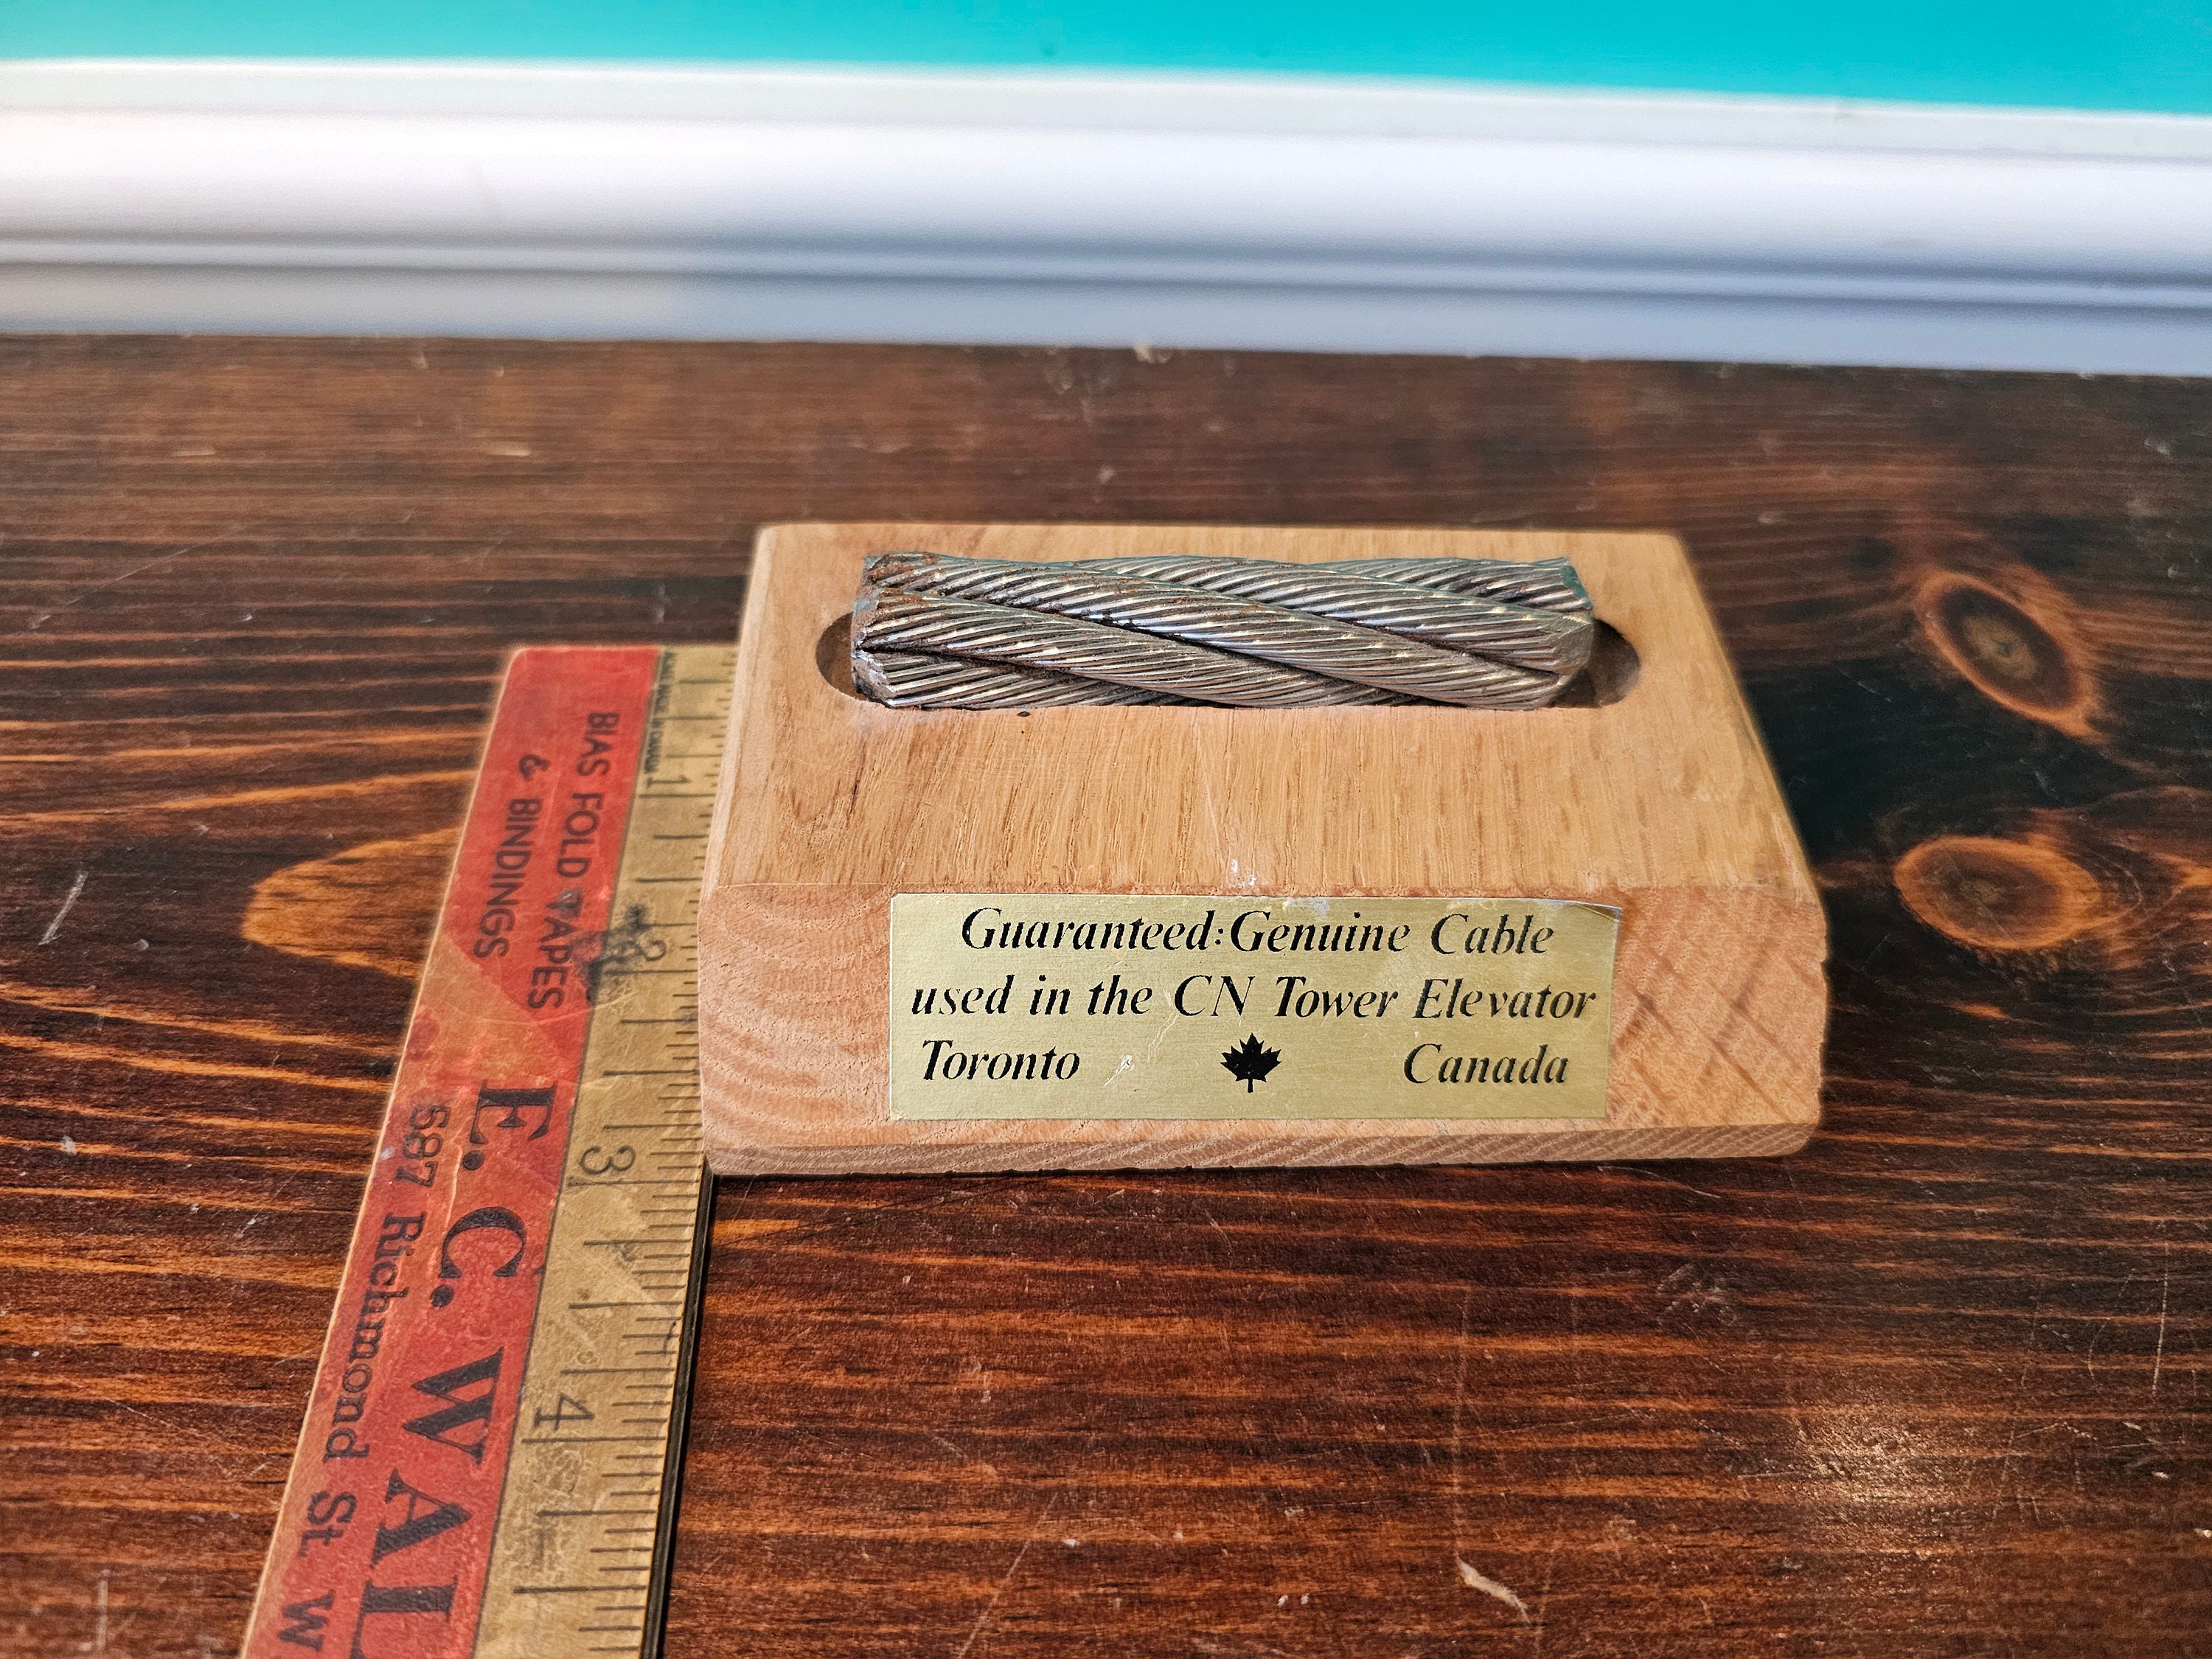 Guaranteed: Genuine Cable
used in the CN Tower Elevator
Toronto Canada
BIAS FOLD TAPES
& BINDINGS
E. C. WAL
597 Richmond St. W
1
2
3
4